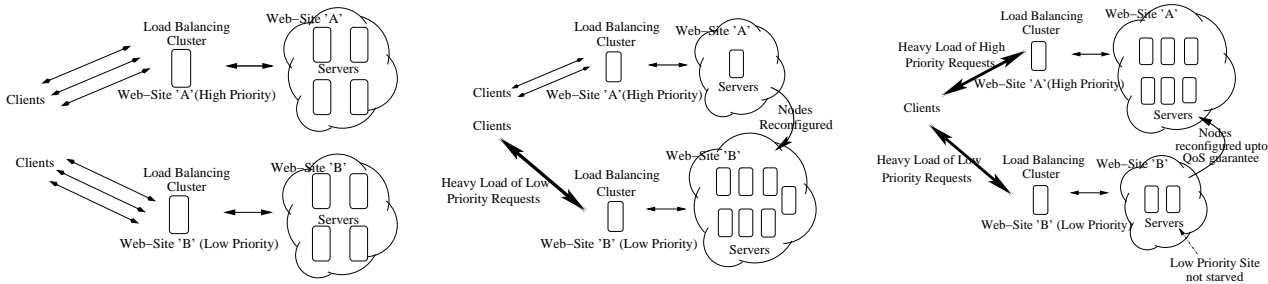 Web−Site 'A'
Load Balancing
Cluster
Servers
Clients
Web−Site 'A'(High Priority)
Clients
Load Balancing
Cluster
Web−Site 'B'
Servers
Web−Site 'B' (Low Priority)
Load Balancing
Cluster
Web−Site 'A'
Clients
Web−Site 'A'(High Priority)
Servers
Nodes
Reconfigured
Clients
Web−Site 'B'
Heavy Load of Low
Priority Requests
Load Balancing
Cluster
Web−Site 'B' (Low Priority)
Servers
Web−Site 'A'
Load Balancing
Cluster
Heavy Load of High
Priority Requests
Web−Site 'A'(High Priority)
Servers
Clients
Nodes
reconfigured upto
QoS guarantee
Heavy Load of Low
Priority Requests
Load Balancing
Cluster
Web−Site 'B'
Web−Site 'B' (Low Priority)
Servers
Low Priority Site
not starved